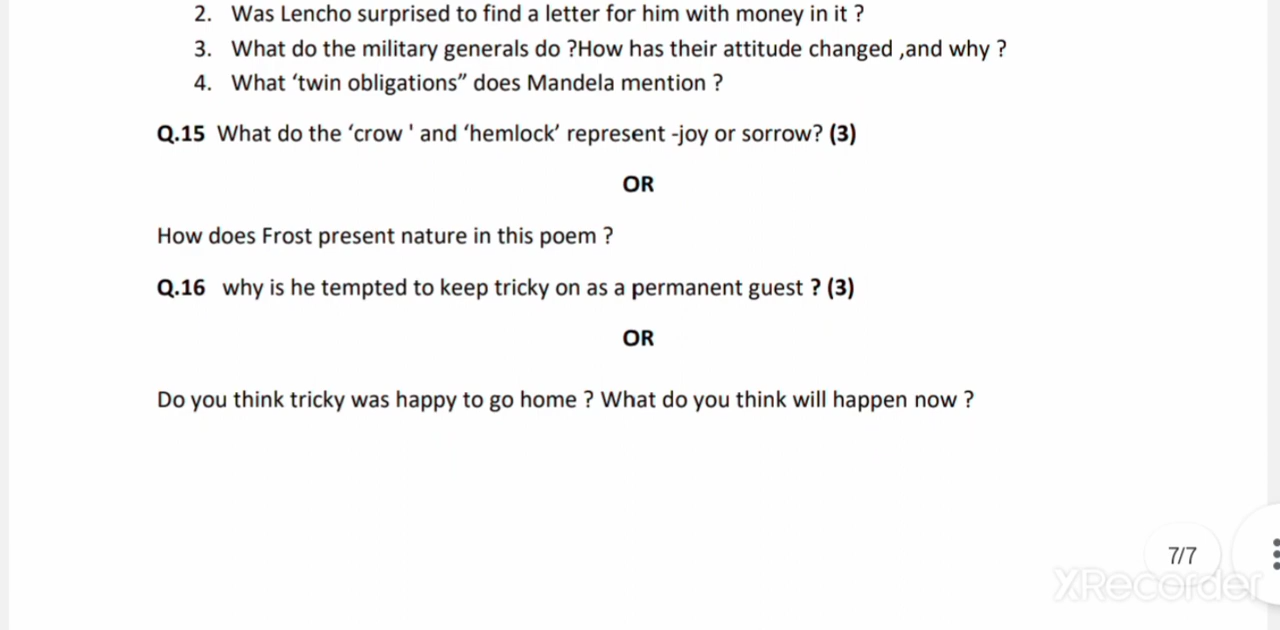 2. Was Lencho surprised to find a letter for him with money in it ?
3. What do the military generals do ?How has their attitude changed ,and why ?
4. What ‘twin obligations” does Mandela mention ?
Q.15 What do the ‘crow ' and ‘hemlock’ represent -joy or sorrow? (3)
OR
How does Frost present nature in this poem ?
Q.16 why is he tempted to keep tricky on as a permanent guest ? (3)
OR
Do you think tricky was happy to go home ? What do you think will happen now ?
7/7
XRecorder